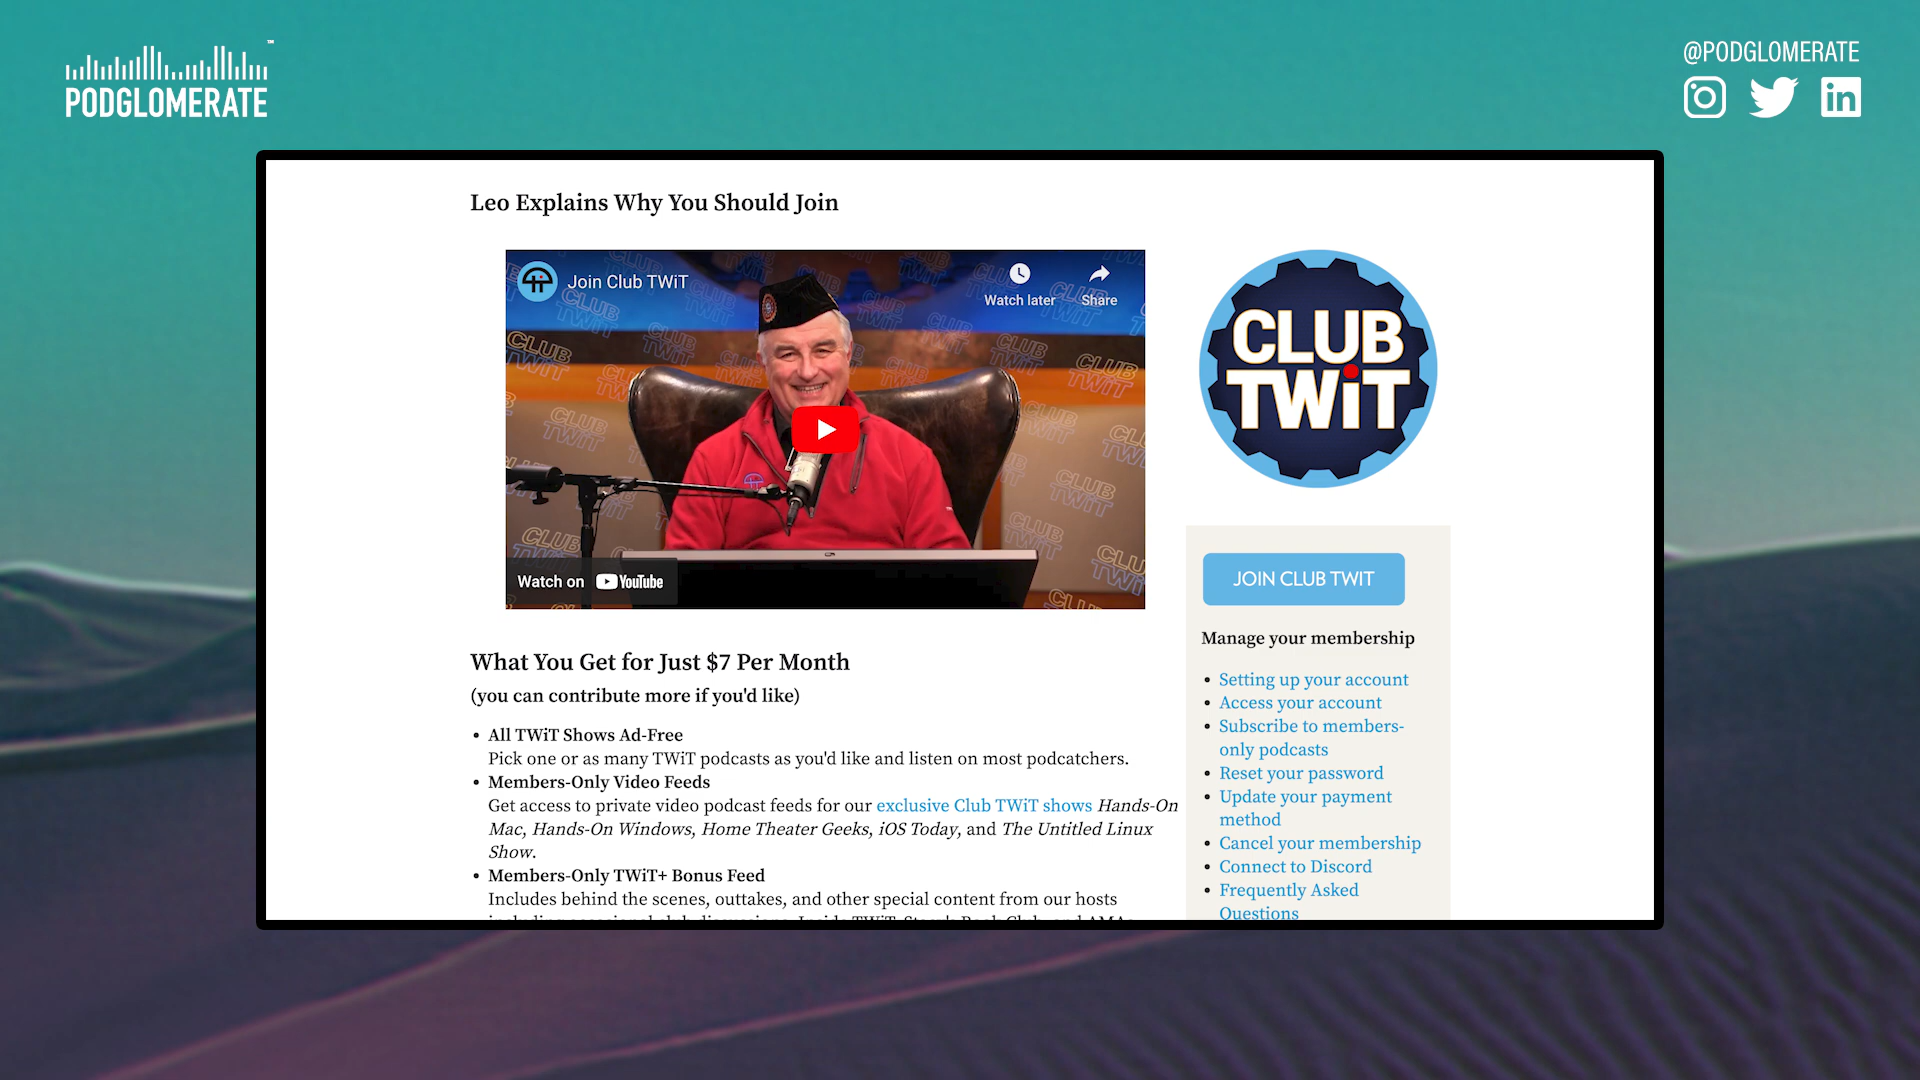 PODGLOMERATE
™
@PODGLOMERATE
Leo Explains Why You Should Join
Join Club TWiT
Watch later
Share
Watch on YouTube
CLUB
TWiT
JOIN CLUB TWIT
Manage your membership
• Setting up your account
• Access your account
• Subscribe to members-
only podcasts
• Reset your password
• Update your payment
method
• Cancel your membership
• Connect to Discord
• Frequently Asked
Questions
What You Get for Just $7 Per Month
(you can contribute more if you'd like)
• All TWiT Shows Ad-Free
Pick one or as many TWiT podcasts as you'd like and listen on most podcatchers.
• Members-Only Video Feeds
Get access to private video podcast feeds for our exclusive Club TWiT shows Hands-On
Mac, Hands-On Windows, Home Theater Geeks, iOS Today, and The Untitled Linux
Show.
• Members-Only TWiT+ Bonus Feed
Includes behind the scenes, outtakes, and other special content from our hosts